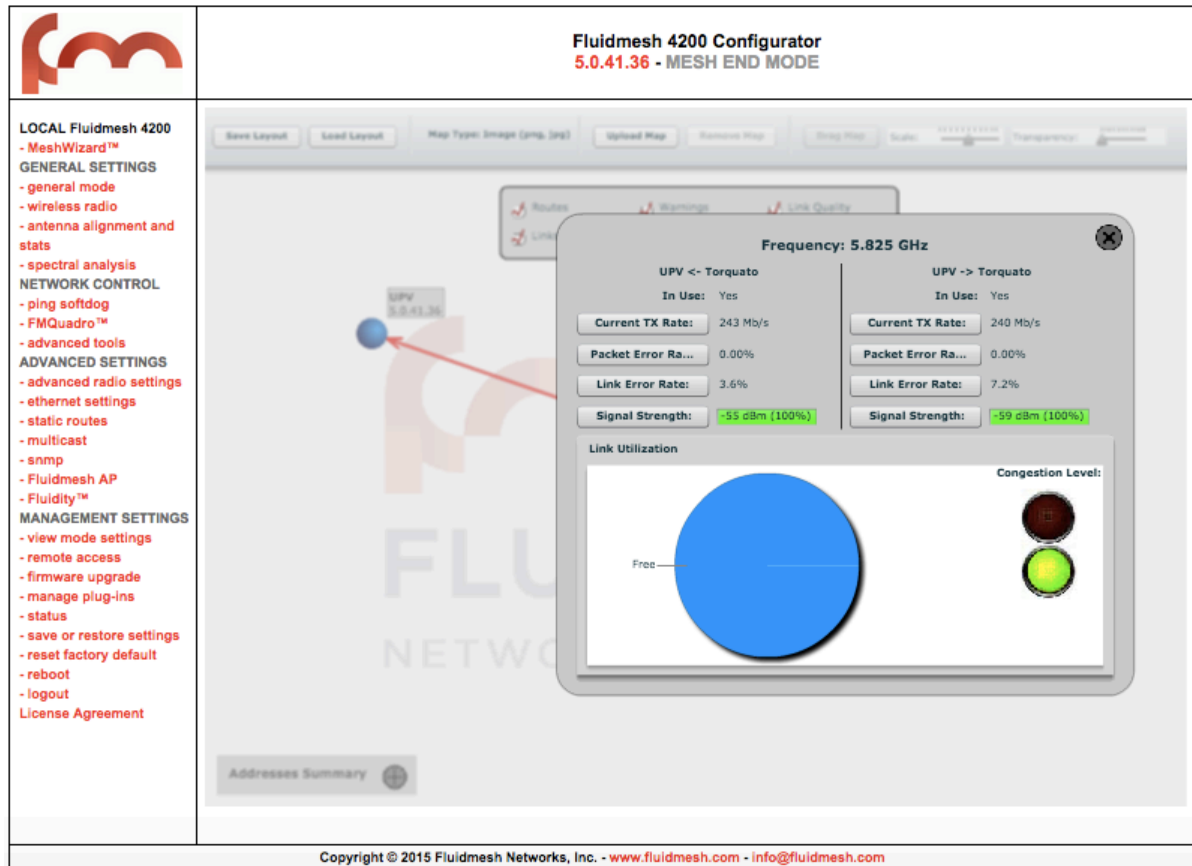 Fluidmesh 4200 Configurator
5.0.41.36 - MESH END MODE
LOCAL Fluidmesh 4200
- MeshWizard™
GENERAL SETTINGS
- general mode
- wireless radio
- antenna alignment and
stats
- spectral analysis
NETWORK CONTROL
- ping softdog
- FMQuadro™
- advanced tools
ADVANCED SETTINGS
- advanced radio settings
- ethernet settings
- static routes
- multicast
- snmp
- Fluidmesh AP
- Fluidity™
MANAGEMENT SETTINGS
- view mode settings
- remote access
- firmware upgrade
- manage plug-ins
- status
- save or restore settings
- reset factory default
- reboot
- logout
License Agreement
Save Layout Load Layout Map Type: Image (png, jpg) Upload Map Remove Map Drag Map Scale: Transparency:
Routes Warnings Link Quality
UPV
5.0.41.36
Frequency: 5.825 GHz
UPV <- Torquato UPV -> Torquato
In Use: Yes In Use: Yes
Current TX Rate: 243 Mb/s Current TX Rate: 240 Mb/s
Packet Error Ra... 0.00% Packet Error Ra... 0.00%
Link Error Rate: 3.6% Link Error Rate: 7.2%
Signal Strength: -55 dBm (100%) Signal Strength: -59 dBm (100%)
Link Utilization
Congestion Level:
Free
FLU
NETWO
Addresses Summary
Copyright © 2015 Fluidmesh Networks, Inc. - www.fluidmesh.com - info@fluidmesh.com